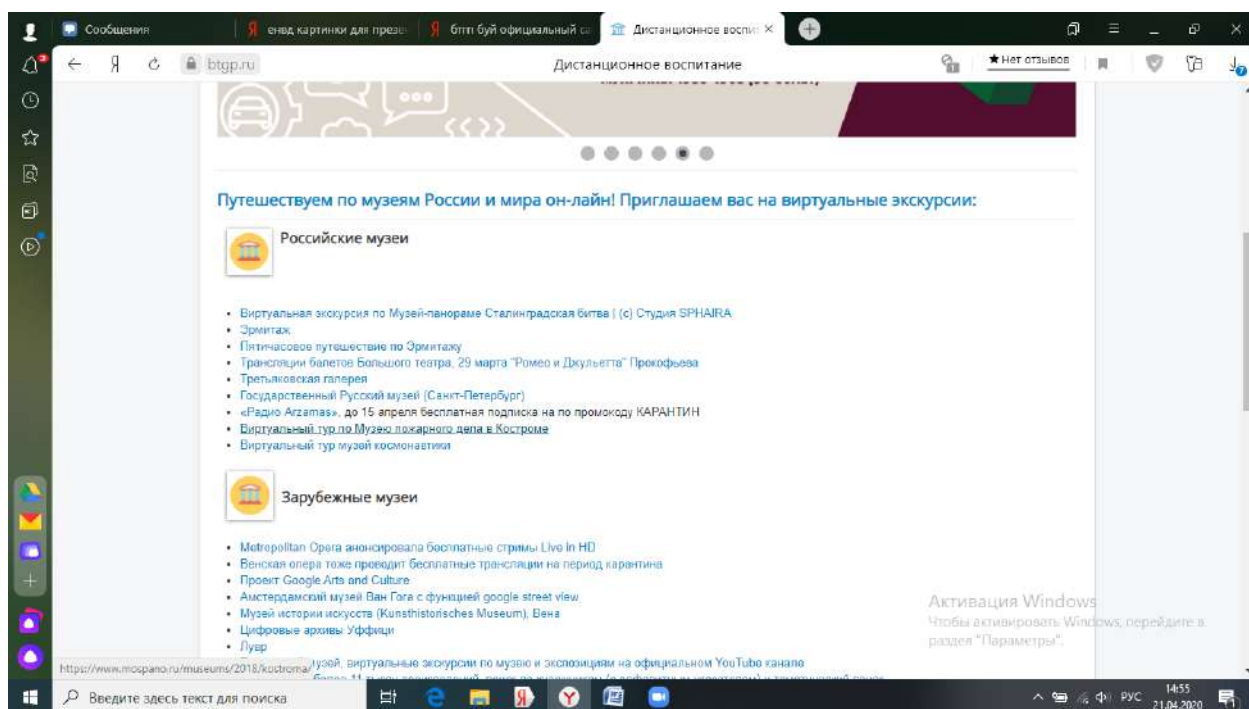 Сообщения
енвд картинки для презе
бптп буй официальный са
Дистанционное воспи
btgp.ru
Дистанционное воспитание
★Нет отзывов
Путешествуем по музеям России и мира он-лайн! Приглашаем вас на виртуальные экскурсии:
Российские музеи
Виртуальная экскурсия по Музей-панораме Сталинградская битва | (с) Студия SPHAIRA
Эрмитаж
Пятичасовое путешествие по Эрмитажу
Трансляции балетов Большого театра, 29 марта "Ромео и Джульетта" Прокофьева
Третьяковская галерея
Государственный Русский музей (Санкт-Петербург)
«Радио Arzamas», до 15 апреля бесплатная подписка на по промокоду КАРАНТИН
Виртуальный тур по Музею пожарного дела в Костроме
Виртуальный тур музей космонавтики
Зарубежные музеи
Metropolitan Opera анонсировала бесплатные стримы Live in HD
Венская опера тоже проводит бесплатные трансляции на период карантина
Проект Google Arts and Culture
Амстердамский музей Ван Гога с функцией google street view
Музей истории искусств (Kunsthistorisches Museum), Вена
Цифровые архивы Уффици
Лувр
музей, виртуальные экскурсии по музею и экспозициям на официальном YouTube канале
https://www.mospano.ru/museums/2018/kostroma/
Активация Windows
Чтобы активировать Windows, перейдите в
раздел "Параметры".
Введите здесь текст для поиска
РУС
14:55
21.04.2020